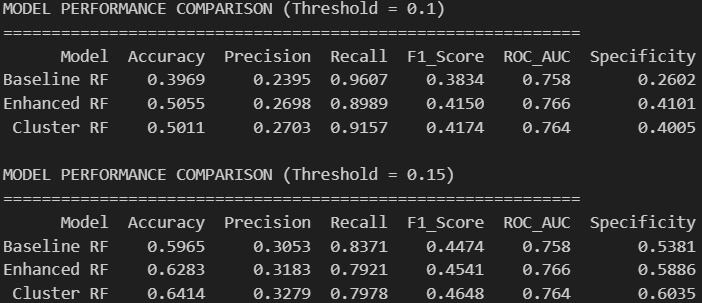 MODEL PERFORMANCE COMPARISON (Threshold = 0.1)
============================================================
Model Accuracy Precision Recall F1_Score ROC_AUC Specificity
Baseline RF 0.3969 0.2395 0.9607 0.3834 0.758 0.2602
Enhanced RF 0.5055 0.2698 0.8989 0.4150 0.766 0.4101
Cluster RF 0.5011 0.2703 0.9157 0.4174 0.764 0.4005
MODEL PERFORMANCE COMPARISON (Threshold = 0.15)
============================================================
Model Accuracy Precision Recall F1_Score ROC_AUC Specificity
Baseline RF 0.5965 0.3053 0.8371 0.4474 0.758 0.5381
Enhanced RF 0.6283 0.3183 0.7921 0.4541 0.766 0.5886
Cluster RF 0.6414 0.3279 0.7978 0.4648 0.764 0.6035